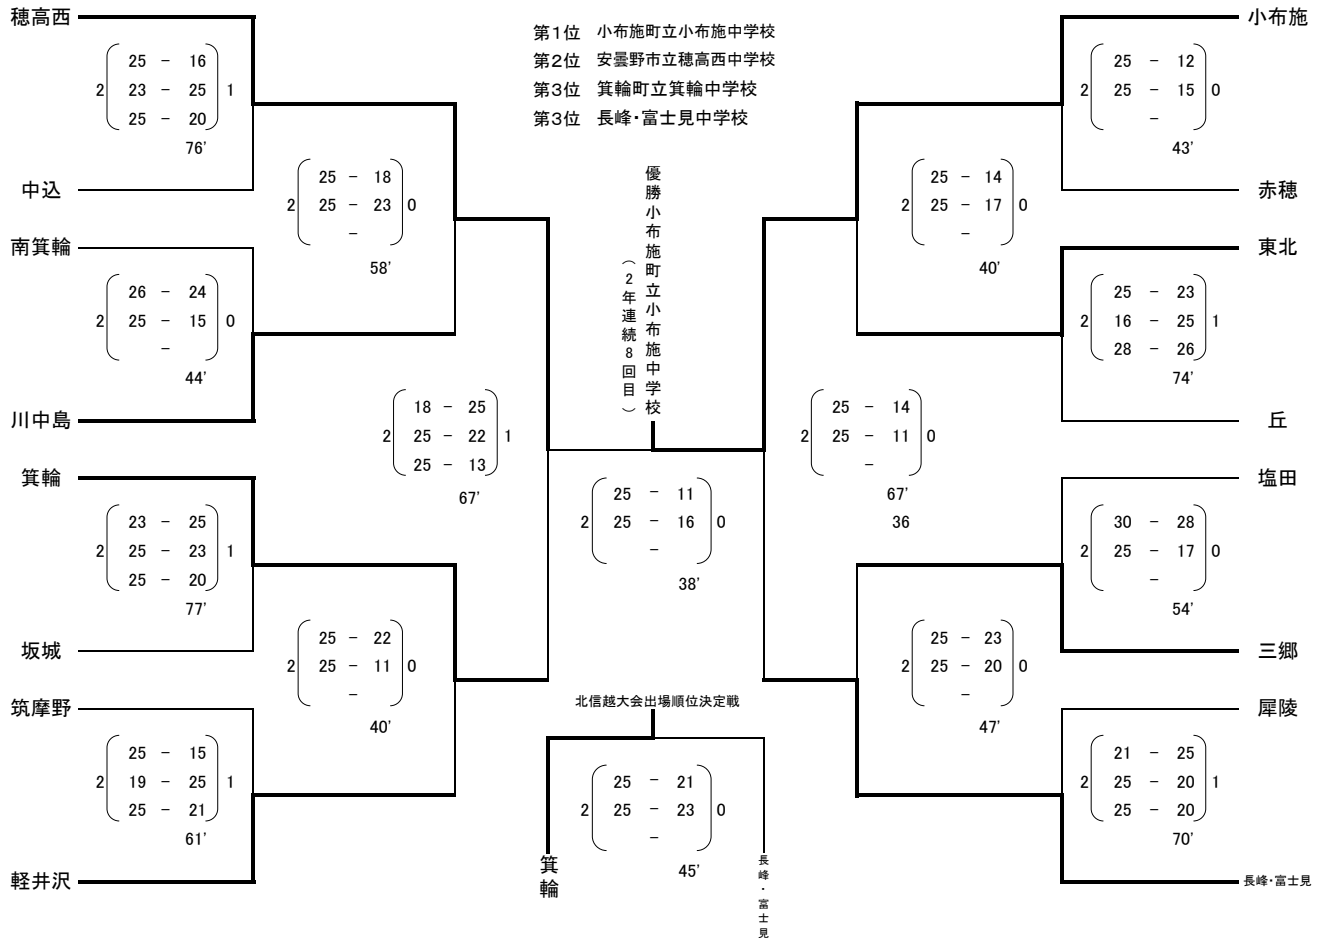 第1位 小布施町立小布施中学校
第2位 安曇野市立穂高西中学校
第3位 箕輪町立箕輪中学校
第3位 長峰・富士見中学校
優勝小布施町立小布施中学校
（2年連続8回目）
穂高西
25 － 16
2 23 － 25 1
25 － 20
76'
中込
南箕輪
26 － 24
2 25 － 15 0
－
44'
川中島
箕輪
23 － 25
2 25 － 23 1
25 － 20
77'
坂城
筑摩野
25 － 15
2 19 － 25 1
25 － 21
61'
軽井沢
25 － 18
2 25 － 23 0
－
58'
25 － 22
2 25 － 11 0
－
40'
18 － 25
2 25 － 22 1
25 － 13
67'
25 － 11
2 25 － 16 0
－
38'
北信越大会出場順位決定戦
25 － 21
2 25 － 23 0
－
45'
箕輪
長峰・富士見
25 － 14
2 25 － 11 0
－
67'
36
25 － 14
2 25 － 17 0
－
40'
25 － 23
2 25 － 20 0
－
47'
小布施
25 － 12
2 25 － 15 0
－
43'
赤穂
東北
25 － 23
2 16 － 25 1
28 － 26
74'
丘
塩田
30 － 28
2 25 － 17 0
－
54'
三郷
犀陵
21 － 25
2 25 － 20 1
25 － 20
70'
長峰・富士見